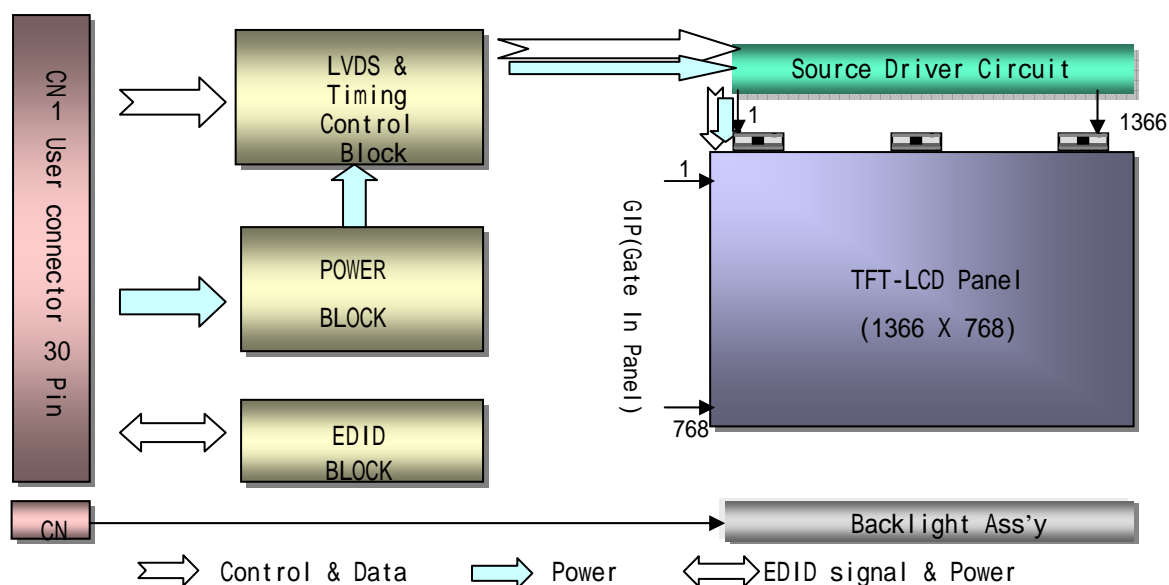 CN-1 User connector 30 Pin
LVDS &
Timing
Control
Block
POWER
BLOCK
EDID
BLOCK
Source Driver Circuit
1
1366
1
GIP(Gate In Panel)
768
TFT-LCD Panel
(1366 X 768)
CN
Backlight Ass'y
Control & Data
Power
EDID signal & Power